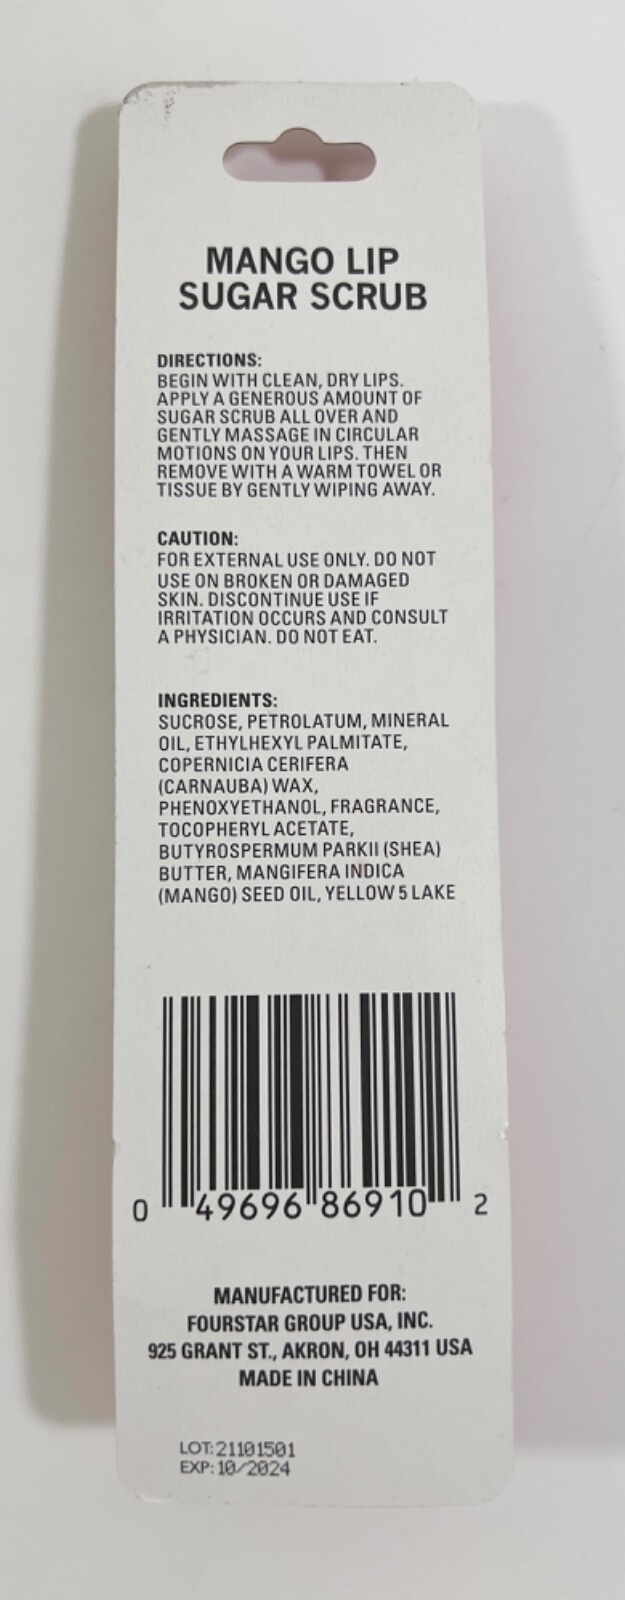 MANGO LIP
SUGAR SCRUB
DIRECTIONS:
BEGIN WITH CLEAN, DRY LIPS.
APPLY A GENEROUS AMOUNT OF
SUGAR SCRUB ALL OVER AND
GENTLY MASSAGE IN CIRCULAR
MOTIONS ON YOUR LIPS. THEN
REMOVE WITH A WARM TOWEL OR
TISSUE BY GENTLY WIPING AWAY.
CAUTION:
FOR EXTERNAL USE ONLY. DO NOT
USE ON BROKEN OR DAMAGED
SKIN. DISCONTINUE USE IF
IRRITATION OCCURS AND CONSULT
A PHYSICIAN. DO NOT EAT.
INGREDIENTS:
SUCROSE, PETROLATUM, MINERAL
OIL, ETHYLHEXYL PALMITATE,
COPERNICIA CERIFERA
(CARNAUBA) WAX,
PHENOXYETHANOL, FRAGRANCE,
TOCOPHERYL ACETATE,
BUTYROSPERMUM PARKII (SHEA)
BUTTER, MANGIFERA INDICA
(MANGO) SEED OIL, YELLOW 5 LAKE
0 49696 86910 2
MANUFACTURED FOR:
FOURSTAR GROUP USA, INC.
925 GRANT ST., AKRON, OH 44311 USA
MADE IN CHINA
LOT: 21101501
EXP: 10/2024